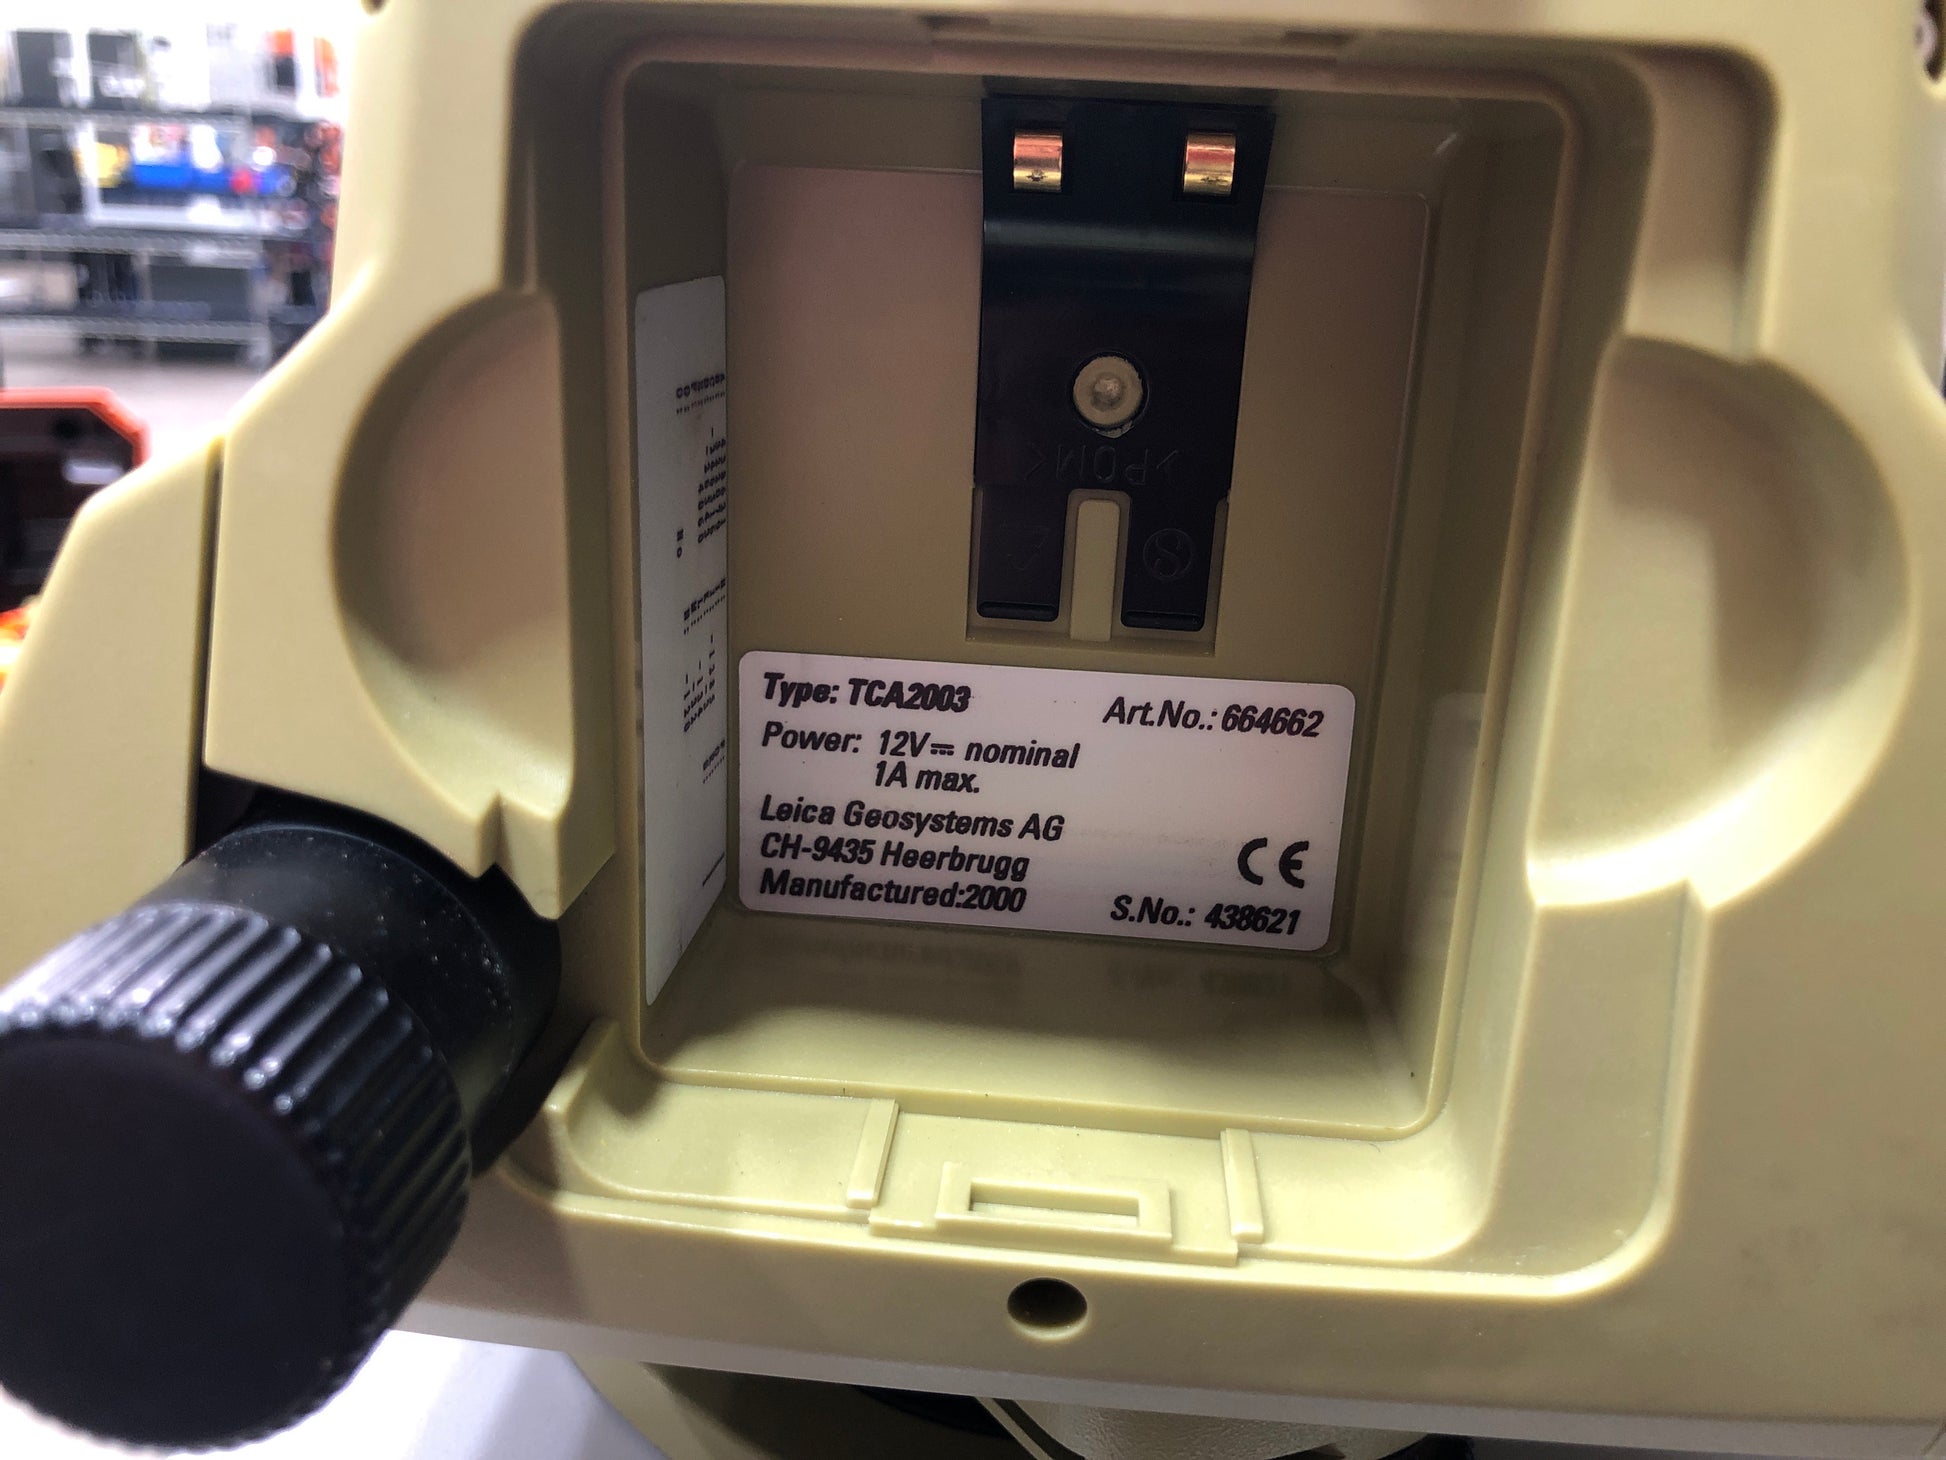 >POM<
Type: TCA2003
Art.No.: 664662
Power: 12V⎓ nominal
1A max.
Leica Geosystems AG
CH-9435 Heerbrugg
CE
Manufactured:2000
S.No.: 438621